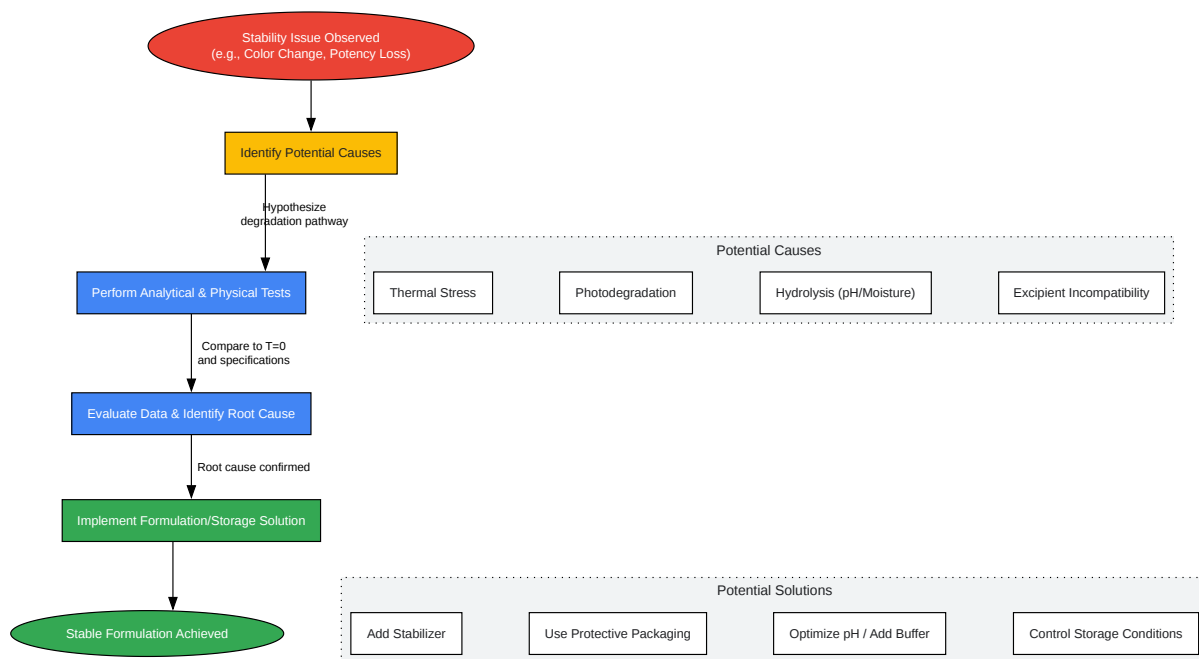 Stability Issue Observed
(e.g., Color Change, Potency Loss)
Identify Potential Causes
Hypothesize
degradation pathway
Potential Causes
Thermal Stress
Photodegradation
Hydrolysis (pH/Moisture)
Excipient Incompatibility
Perform Analytical & Physical Tests
Compare to T=0
and specifications
Evaluate Data & Identify Root Cause
Root cause confirmed
Implement Formulation/Storage Solution
Potential Solutions
Add Stabilizer
Use Protective Packaging
Optimize pH / Add Buffer
Control Storage Conditions
Stable Formulation Achieved